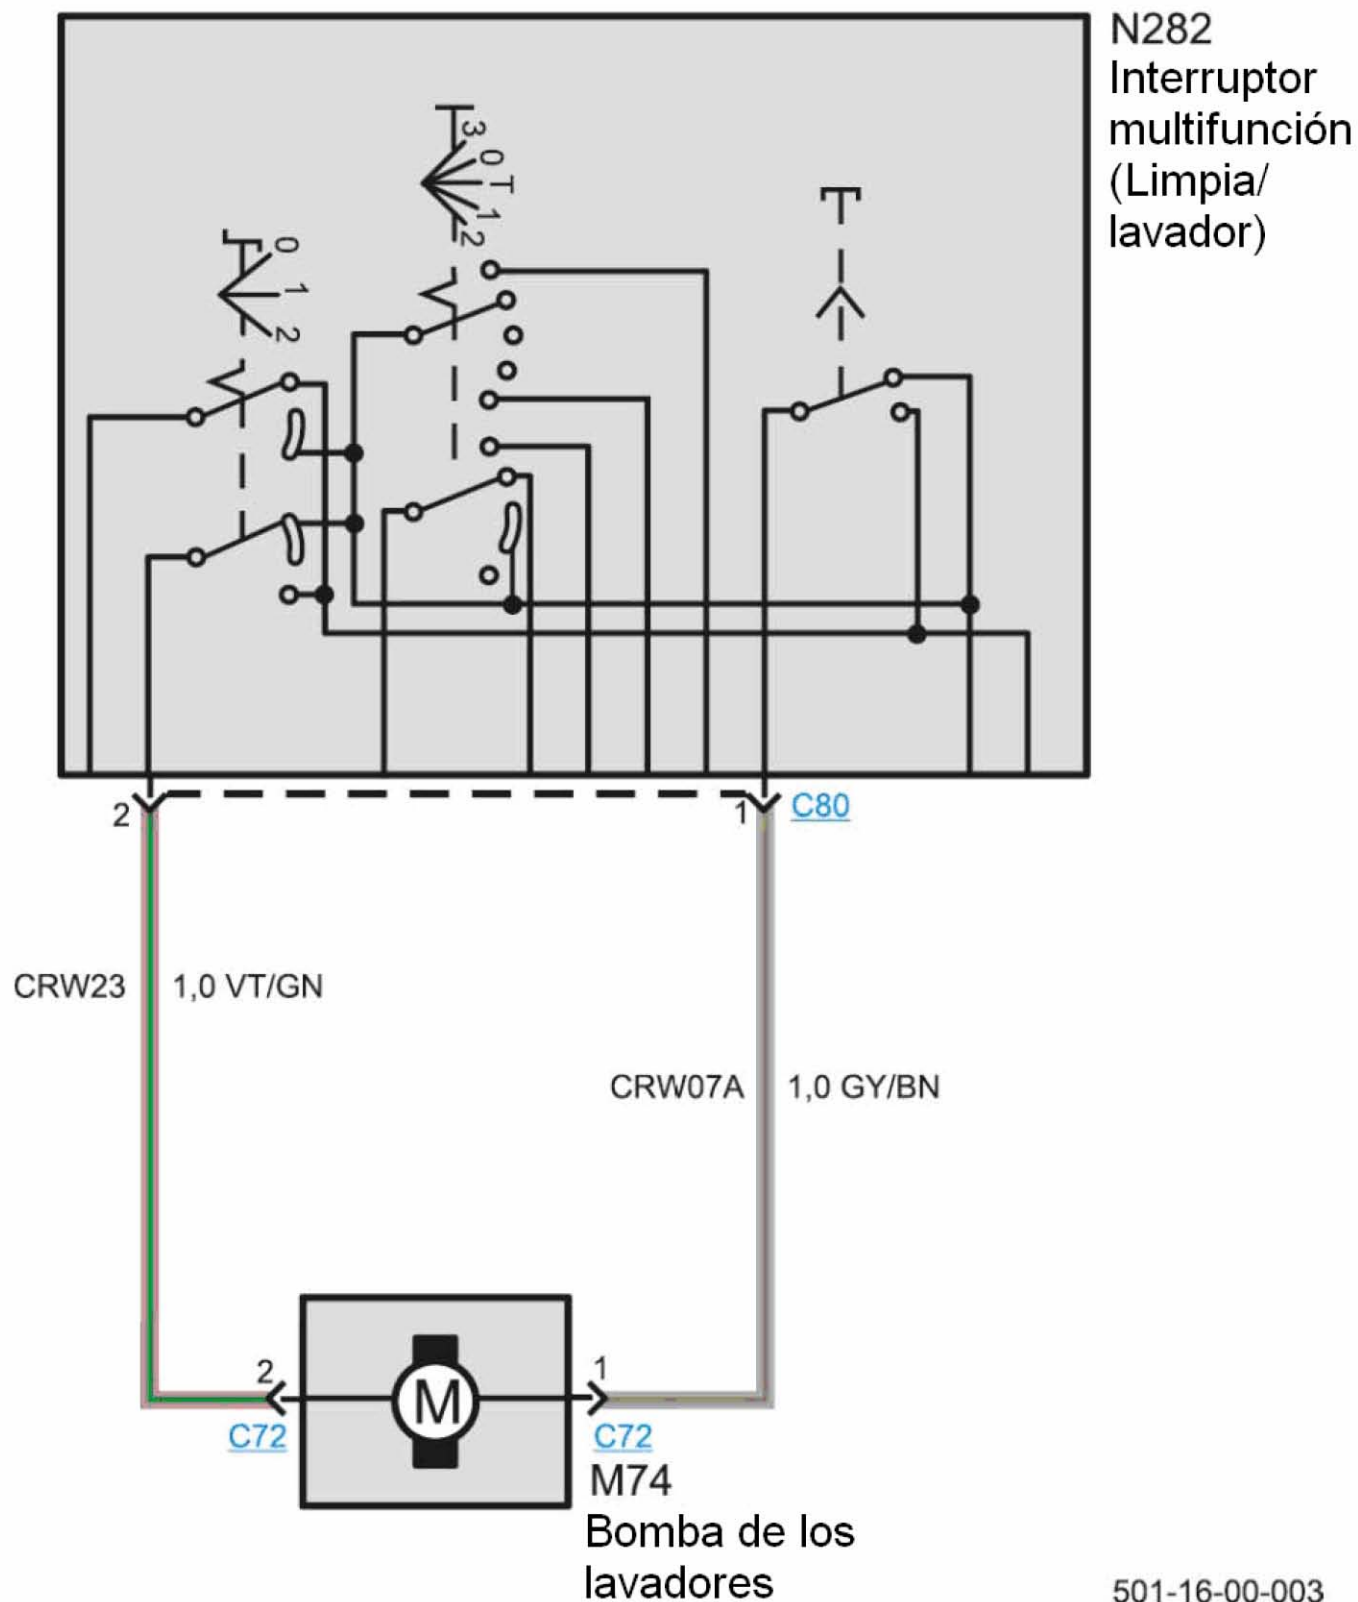 N282
Interruptor
multifunción
(Limpia/
lavador)
3
0
T
1
2
0
1
2
2
1
C80
CRW23
1,0 VT/GN
CRW07A
1,0 GY/BN
2
1
M
C72
C72
M74
Bomba de los
lavadores
501-16-00-003